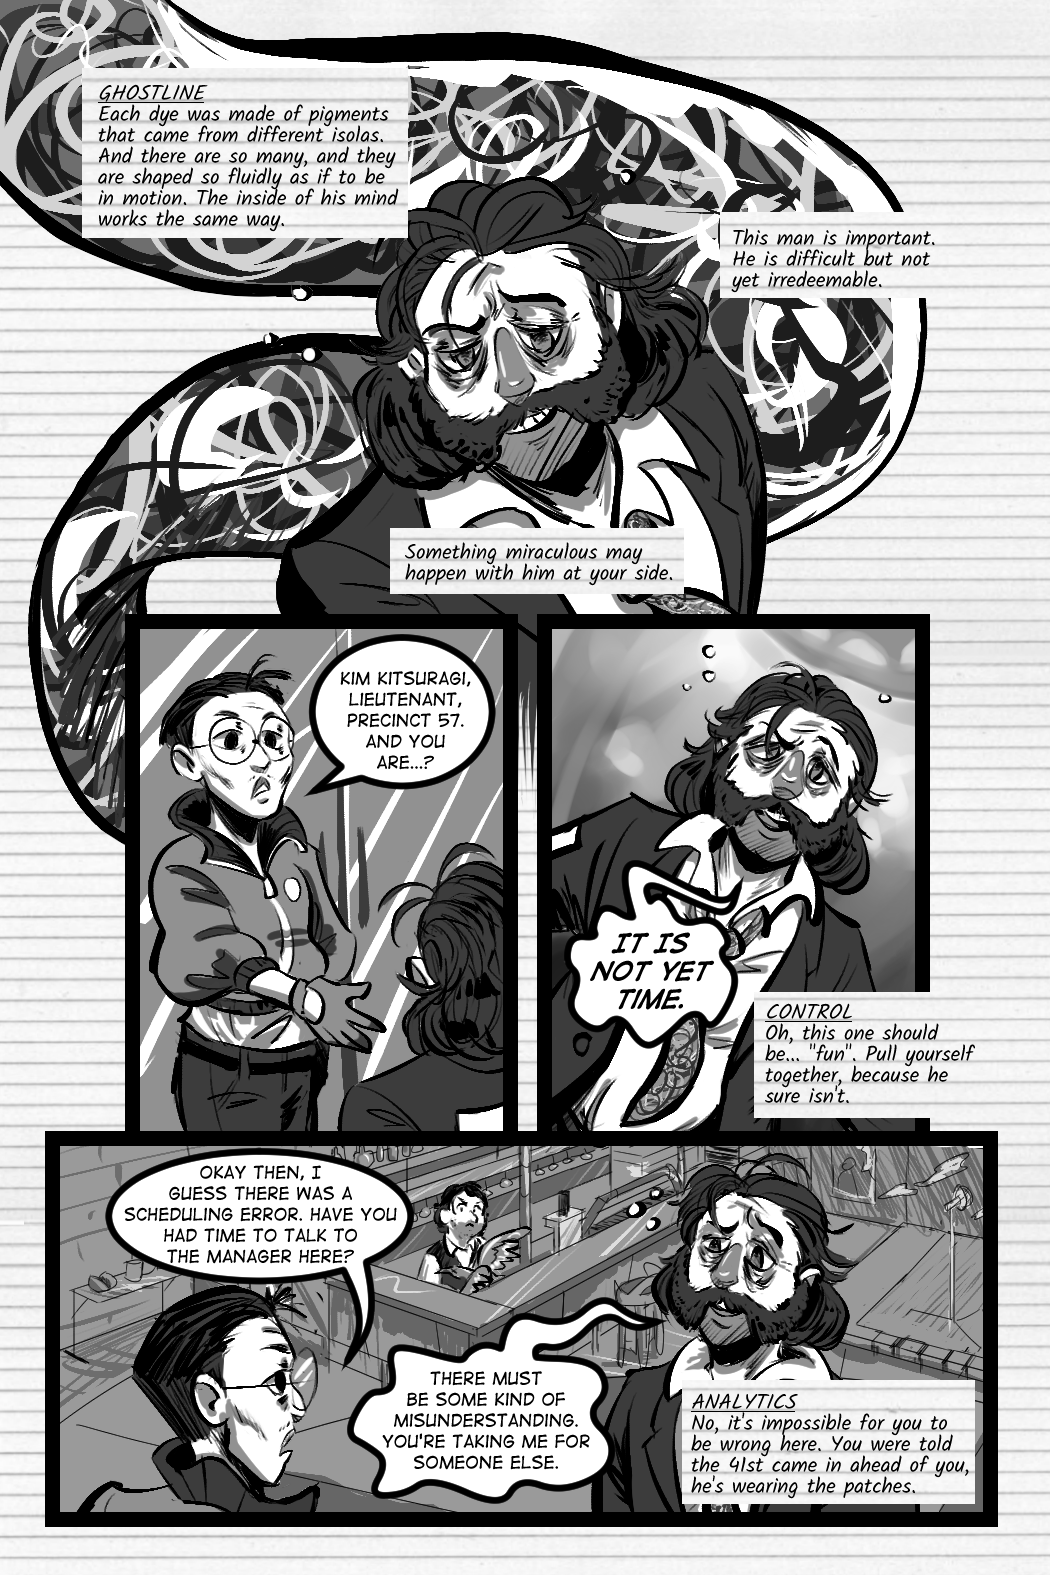 GHOSTLINE
Each dye was made of pigments
that came from different isolas.
And there are so many, and they
are shaped so fluidly as if to be
in motion. The inside of his mind
works the same way.
This man is important.
He is difficult but not
yet irredeemable.
Something miraculous may
happen with him at your side.
KIM KITSURAGI,
LIEUTENANT,
PRECINCT 57.
AND YOU
ARE...?
IT IS
NOT YET
TIME.
CONTROL
Oh, this one should
be... "fun". Pull yourself
together, because he
sure isn't.
OKAY THEN, I
GUESS THERE WAS A
SCHEDULING ERROR. HAVE YOU
HAD TIME TO TALK TO
THE MANAGER HERE?
THERE MUST
BE SOME KIND OF
MISUNDERSTANDING.
YOU'RE TAKING ME FOR
SOMEONE ELSE.
ANALYTICS
No, it's impossible for you to
be wrong here. You were told
the 41st came in ahead of you,
he's wearing the patches.